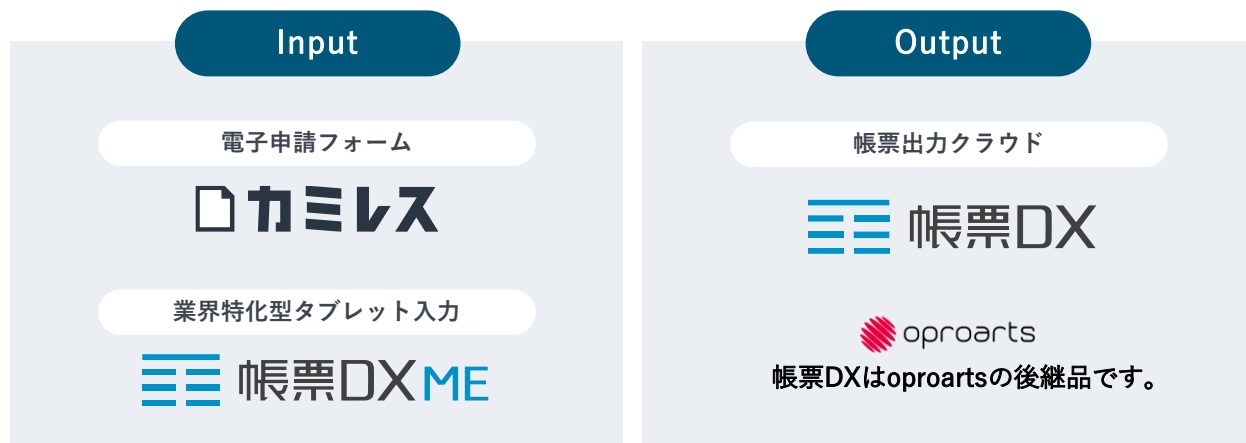 Input
電子申請フォーム
カミレス
業界特化型タブレット入力
帳票DX ME
Output
帳票出力クラウド
帳票DX
oproarts
帳票DXはoproartsの後継品です。